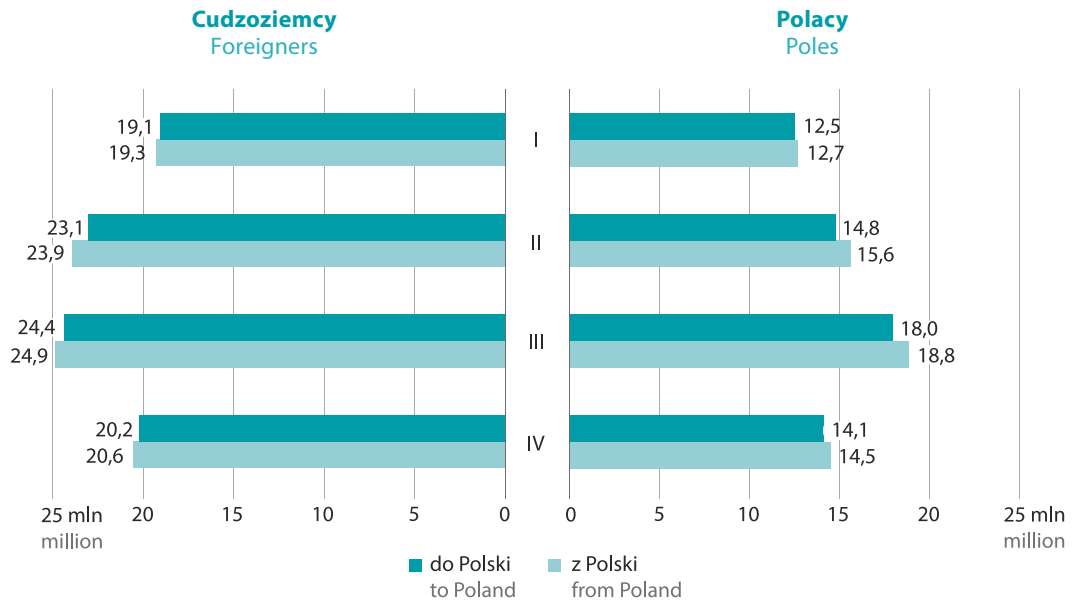 Cudzoziemcy
Foreigners
Polacy
Poles
19,1
19,3
I
12,5
12,7
23,1
23,9
II
14,8
15,6
24,4
24,9
III
18,0
18,8
20,2
20,6
IV
14,1
14,5
25 mln 20 15 10 5 0
million
0 5 10 15 20 25 mln
million
do Polski
to Poland
z Polski
from Poland